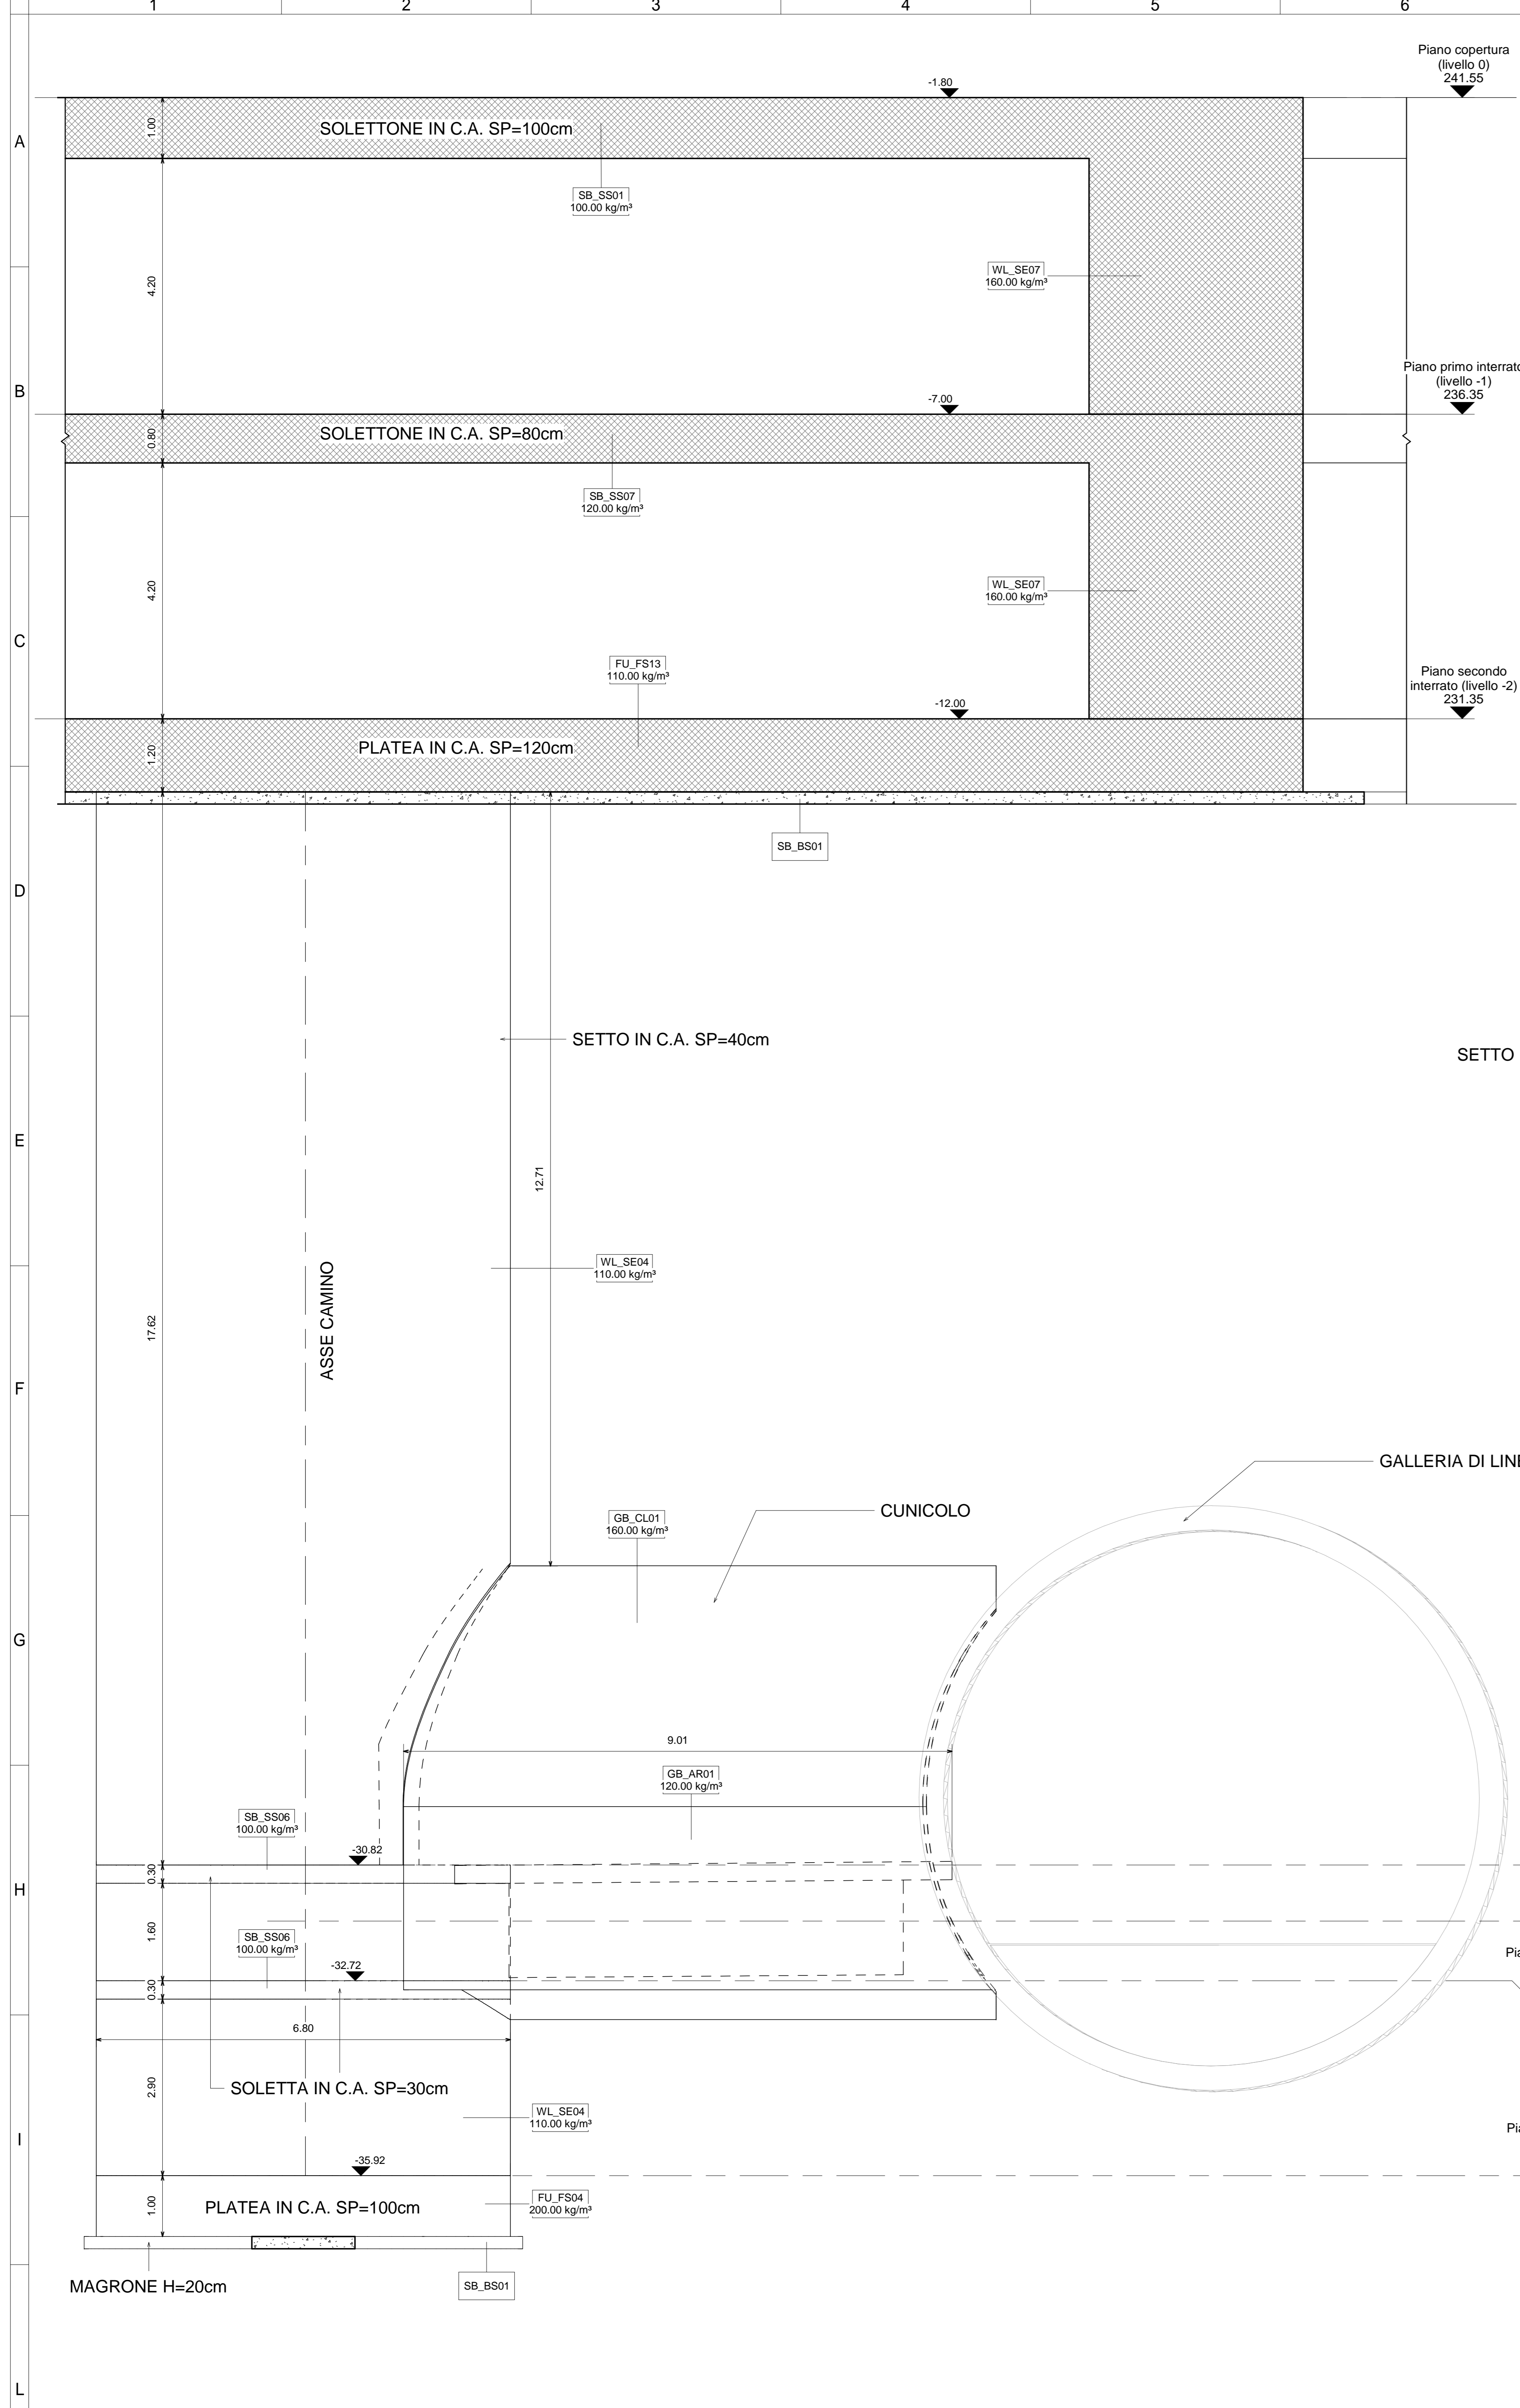 1
2
3
4
5
6
Piano copertura
(livello 0)
241.55
-1.80
A
1.00
SOLETTONE IN C.A. SP=100cm
SB_SS01
100.00 kg/m³
WL_SE07
160.00 kg/m³
4.20
Piano primo interrato
(livello -1)
236.35
B
-7.00
0.80
SOLETTONE IN C.A. SP=80cm
SB_SS07
120.00 kg/m³
4.20
WL_SE07
160.00 kg/m³
C
FU_FS13
110.00 kg/m³
Piano secondo
interrato (livello -2)
231.35
-12.00
1.20
PLATEA IN C.A. SP=120cm
SB_BS01
D
SETTO IN C.A. SP=40cm
SETTO
E
12.71
WL_SE04
110.00 kg/m³
17.62
ASSE CAMINO
F
GALLERIA DI LINE
CUNICOLO
GB_CL01
160.00 kg/m³
G
9.01
GB_AR01
120.00 kg/m³
SB_SS06
100.00 kg/m³
-30.82
0.30
H
1.60
SB_SS06
100.00 kg/m³
Pia
-32.72
0.30
6.80
2.90
SOLETTA IN C.A. SP=30cm
WL_SE04
110.00 kg/m³
Pia
I
-35.92
1.00
PLATEA IN C.A. SP=100cm
FU_FS04
200.00 kg/m³
MAGRONE H=20cm
SB_BS01
L